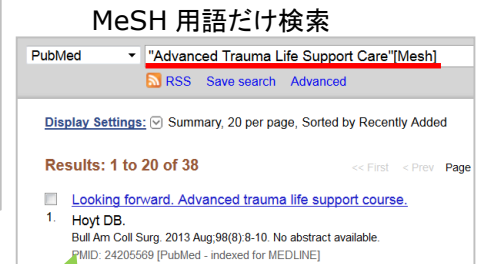 MeSH 用語だけ検索
PubMed "Advanced Trauma Life Support Care"[Mesh]
RSS Save search Advanced
Display Settings: Summary, 20 per page, Sorted by Recently Added
Results: 1 to 20 of 38 << First < Prev Page
Looking forward. Advanced trauma life support course.
1. Hoyt DB.
Bull Am Coll Surg. 2013 Aug;98(8):8-10. No abstract available.
PMID: 24205569 [PubMed - indexed for MEDLINE]